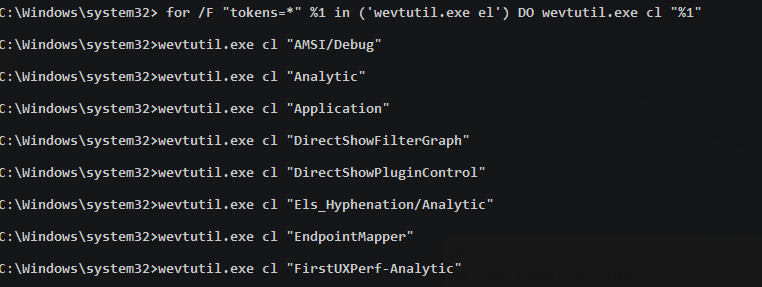 C:\Windows\system32> for /F "tokens=*" %1 in ('wevtutil.exe el') DO wevtutil.exe cl "%1"
C:\Windows\system32>wevtutil.exe cl "AMSI/Debug"
C:\Windows\system32>wevtutil.exe cl "Analytic"
C:\Windows\system32>wevtutil.exe cl "Application"
C:\Windows\system32>wevtutil.exe cl "DirectShowFilterGraph"
C:\Windows\system32>wevtutil.exe cl "DirectShowPluginControl"
C:\Windows\system32>wevtutil.exe cl "Els_Hyphenation/Analytic"
C:\Windows\system32>wevtutil.exe cl "EndpointMapper"
C:\Windows\system32>wevtutil.exe cl "FirstUXPerf-Analytic"